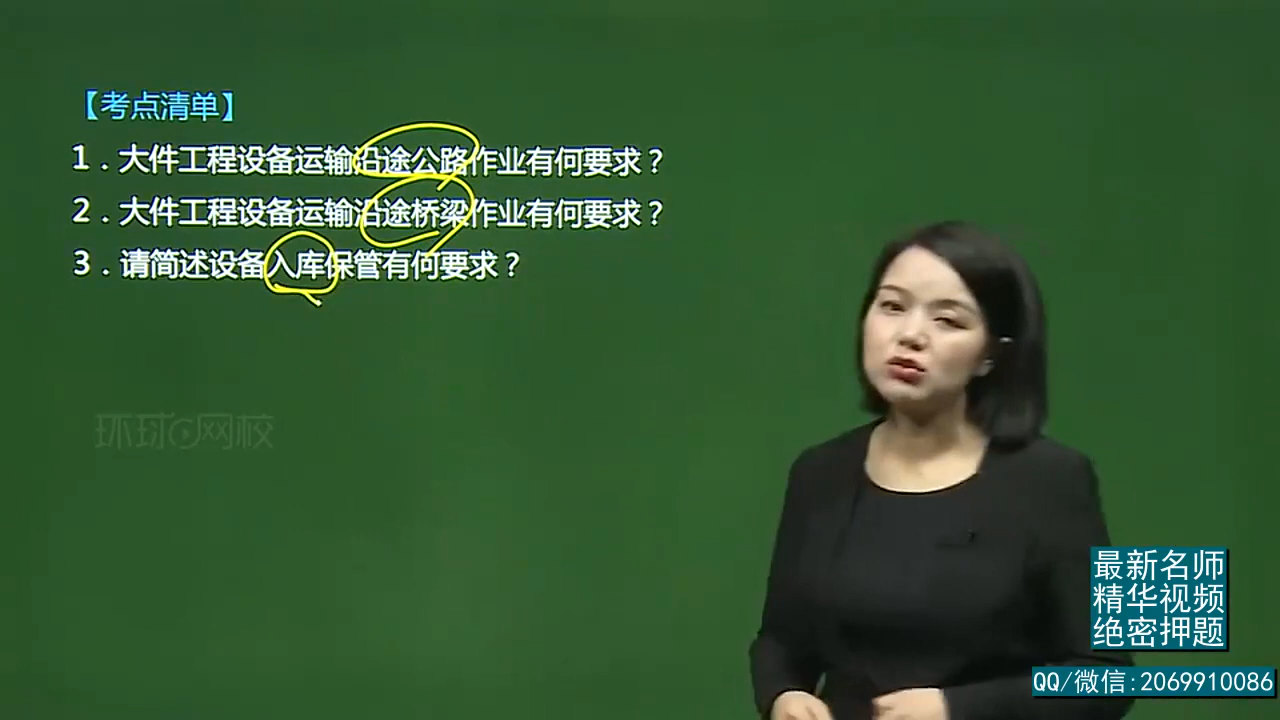 【考点清单】
1．大件工程设备运输沿途公路作业有何要求？
2．大件工程设备运输沿途桥梁作业有何要求？
3．请简述设备入库保管有何要求？
环球网校
最新名师
精华视频
绝密押题
QQ/微信:2069910086